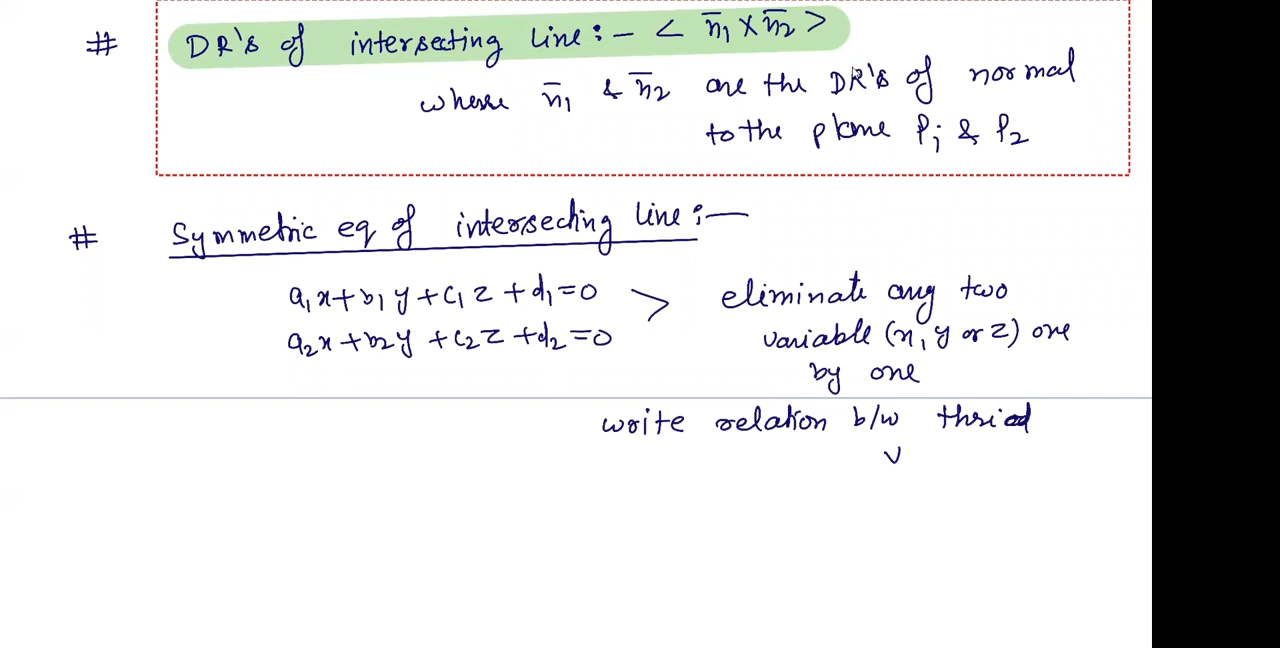 # DR's of intersecting line :- < n̄1 × n̄2 >
where n̄1 & n̄2 are the DR's of normal
to the plane P1 & P2
# Symmetric eq of intersecting line :-
a1x + b1y + c1z + d1 = 0 > eliminate any two
a2x + b2y + c2z + d2 = 0 variable (x, y or z) one
by one
write relation b/w thried
v